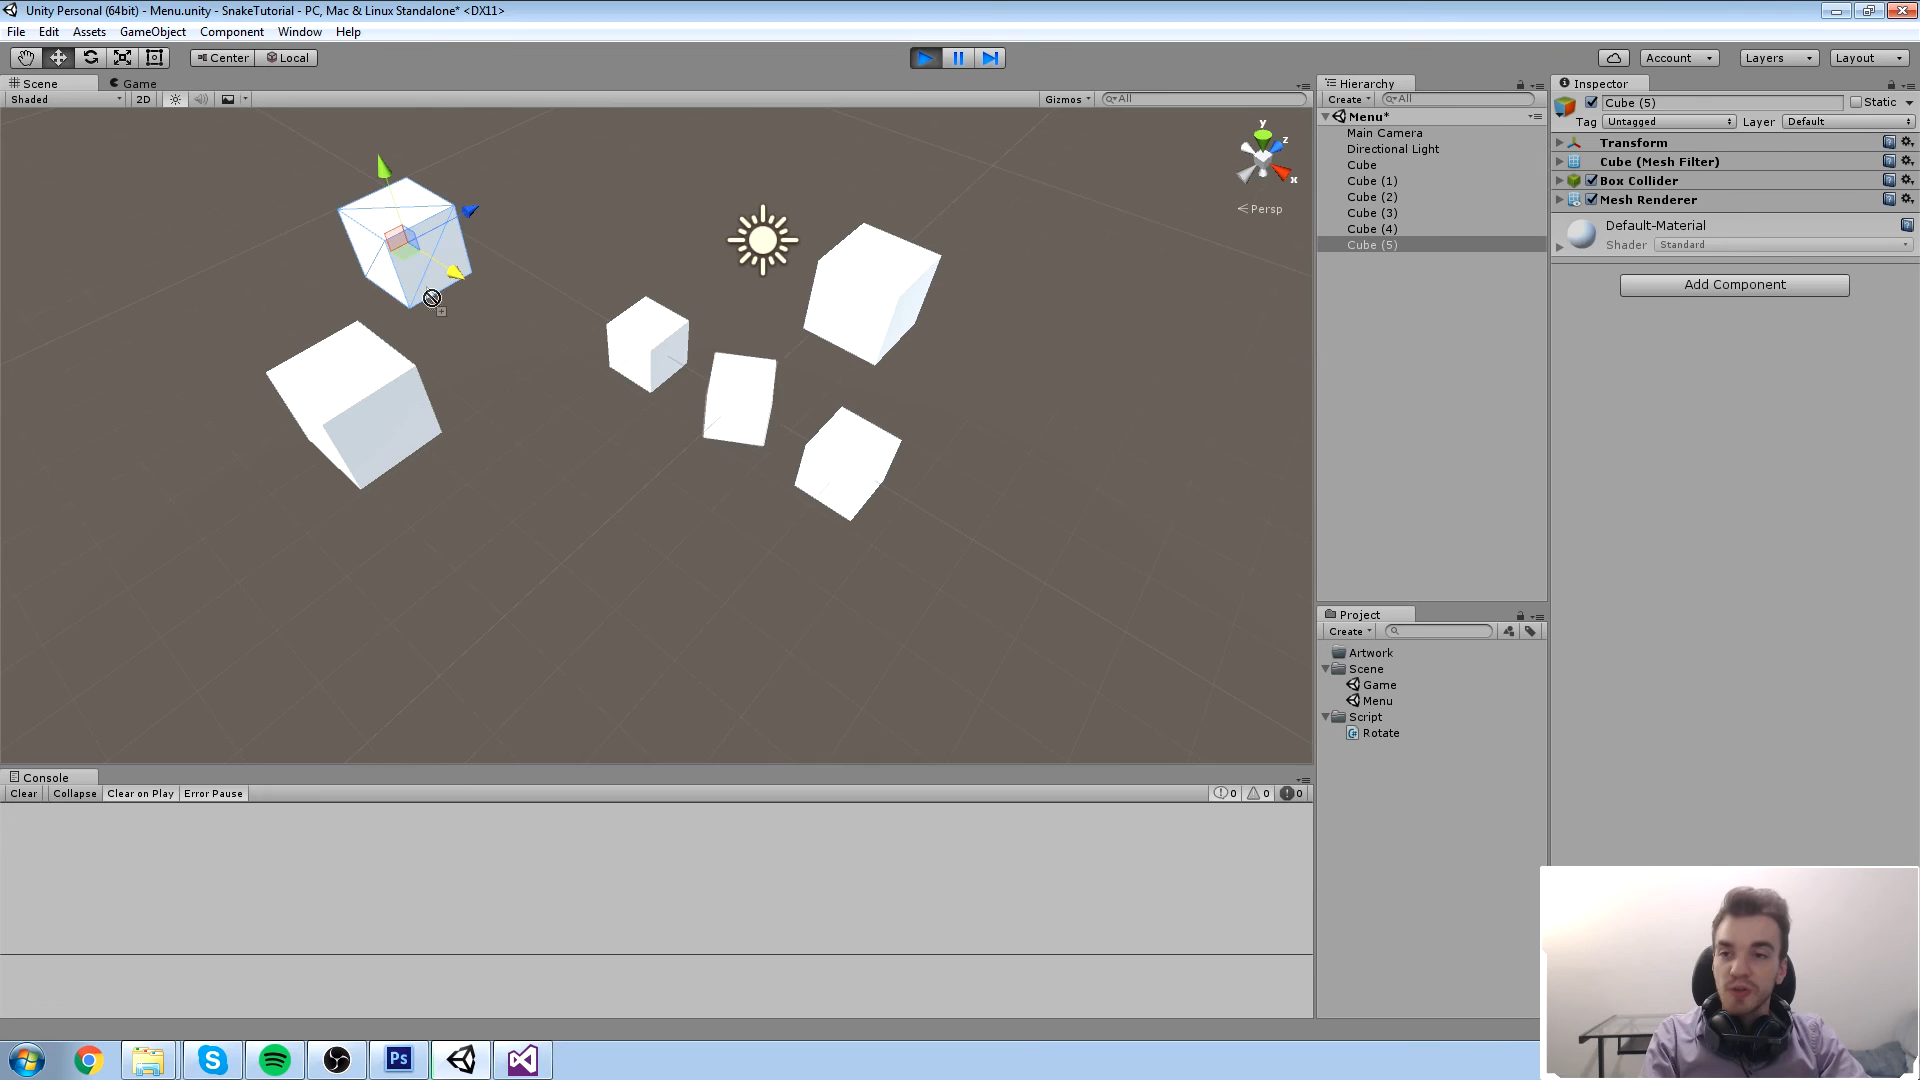 Unity Personal (64bit) - Menu.unity - SnakeTutorial - PC, Mac & Linux Standalone* <DX11>
File Edit Assets GameObject Component Window Help
Center Local Account Layers Layout
Scene Game
Shaded 2D Gizmos All
y
z
x
Persp
Hierarchy
Create All
Menu*
Main Camera
Directional Light
Cube
Cube (1)
Cube (2)
Cube (3)
Cube (4)
Cube (5)
Inspector
Cube (5) Static
Tag Untagged Layer Default
Transform
Cube (Mesh Filter)
Box Collider
Mesh Renderer
Default-Material
Shader Standard
Add Component
Project
Create
Artwork
Scene
Game
Menu
Script
Rotate
Console
Clear Collapse Clear on Play Error Pause 0 0 0
Ps